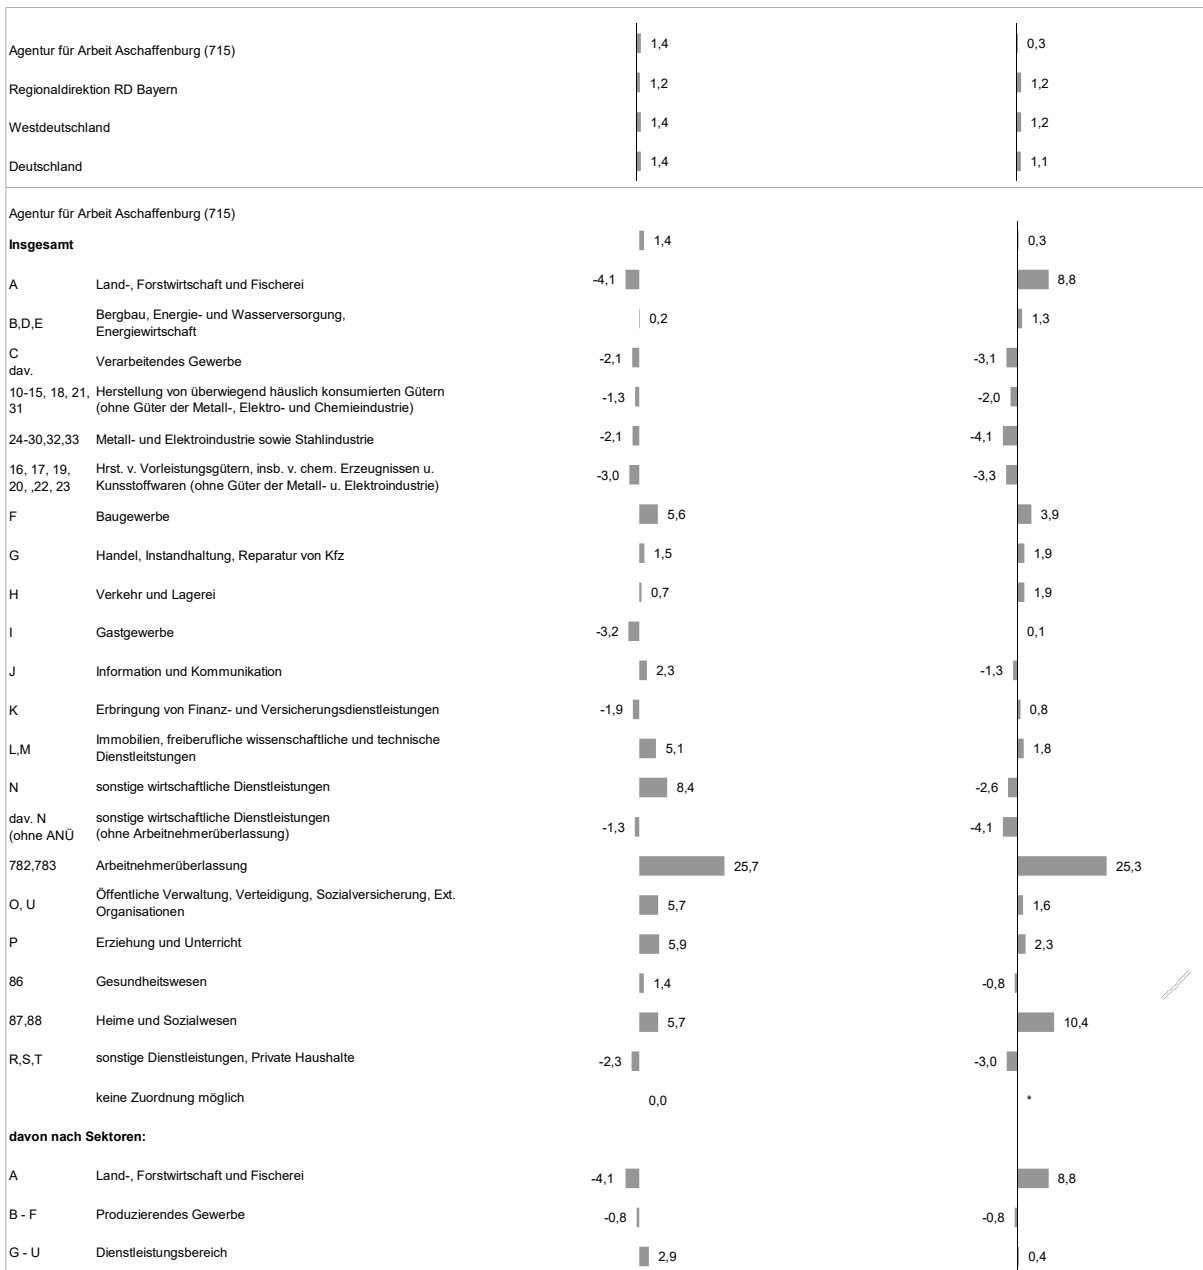 Agentur für Arbeit Aschaffenburg (715) 1,4 0,3
Regionaldirektion RD Bayern 1,2 1,2
Westdeutschland 1,4 1,2
Deutschland 1,4 1,1
Agentur für Arbeit Aschaffenburg (715)
Insgesamt 1,4 0,3
A Land-, Forstwirtschaft und Fischerei -4,1 8,8
B,D,E Bergbau, Energie- und Wasserversorgung,
Energiewirtschaft 0,2 1,3
C
dav. Verarbeitendes Gewerbe -2,1 -3,1
10-15, 18, 21, Herstellung von überwiegend häuslich konsumierten Gütern
31 (ohne Güter der Metall-, Elektro- und Chemieindustrie) -1,3 -2,0
24-30,32,33 Metall- und Elektroindustrie sowie Stahlindustrie -2,1 -4,1
16, 17, 19, Hrst. v. Vorleistungsgütern, insb. v. chem. Erzeugnissen u.
20, ,22, 23 Kunsstoffwaren (ohne Güter der Metall- u. Elektroindustrie) -3,0 -3,3
F Baugewerbe 5,6 3,9
G Handel, Instandhaltung, Reparatur von Kfz 1,5 1,9
H Verkehr und Lagerei 0,7 1,9
I Gastgewerbe -3,2 0,1
J Information und Kommunikation 2,3 -1,3
K Erbringung von Finanz- und Versicherungsdienstleistungen -1,9 0,8
L,M Immobilien, freiberufliche wissenschaftliche und technische
Dienstleitstungen 5,1 1,8
N sonstige wirtschaftliche Dienstleistungen 8,4 -2,6
dav. N sonstige wirtschaftliche Dienstleistungen
(ohne ANÜ (ohne Arbeitnehmerüberlassung) -1,3 -4,1
782,783 Arbeitnehmerüberlassung 25,7 25,3
O, U Öffentliche Verwaltung, Verteidigung, Sozialversicherung, Ext.
Organisationen 5,7 1,6
P Erziehung und Unterricht 5,9 2,3
86 Gesundheitswesen 1,4 -0,8
87,88 Heime und Sozialwesen 5,7 10,4
R,S,T sonstige Dienstleistungen, Private Haushalte -2,3 -3,0
keine Zuordnung möglich 0,0 *
davon nach Sektoren:
A Land-, Forstwirtschaft und Fischerei -4,1 8,8
B - F Produzierendes Gewerbe -0,8 -0,8
G - U Dienstleistungsbereich 2,9 0,4